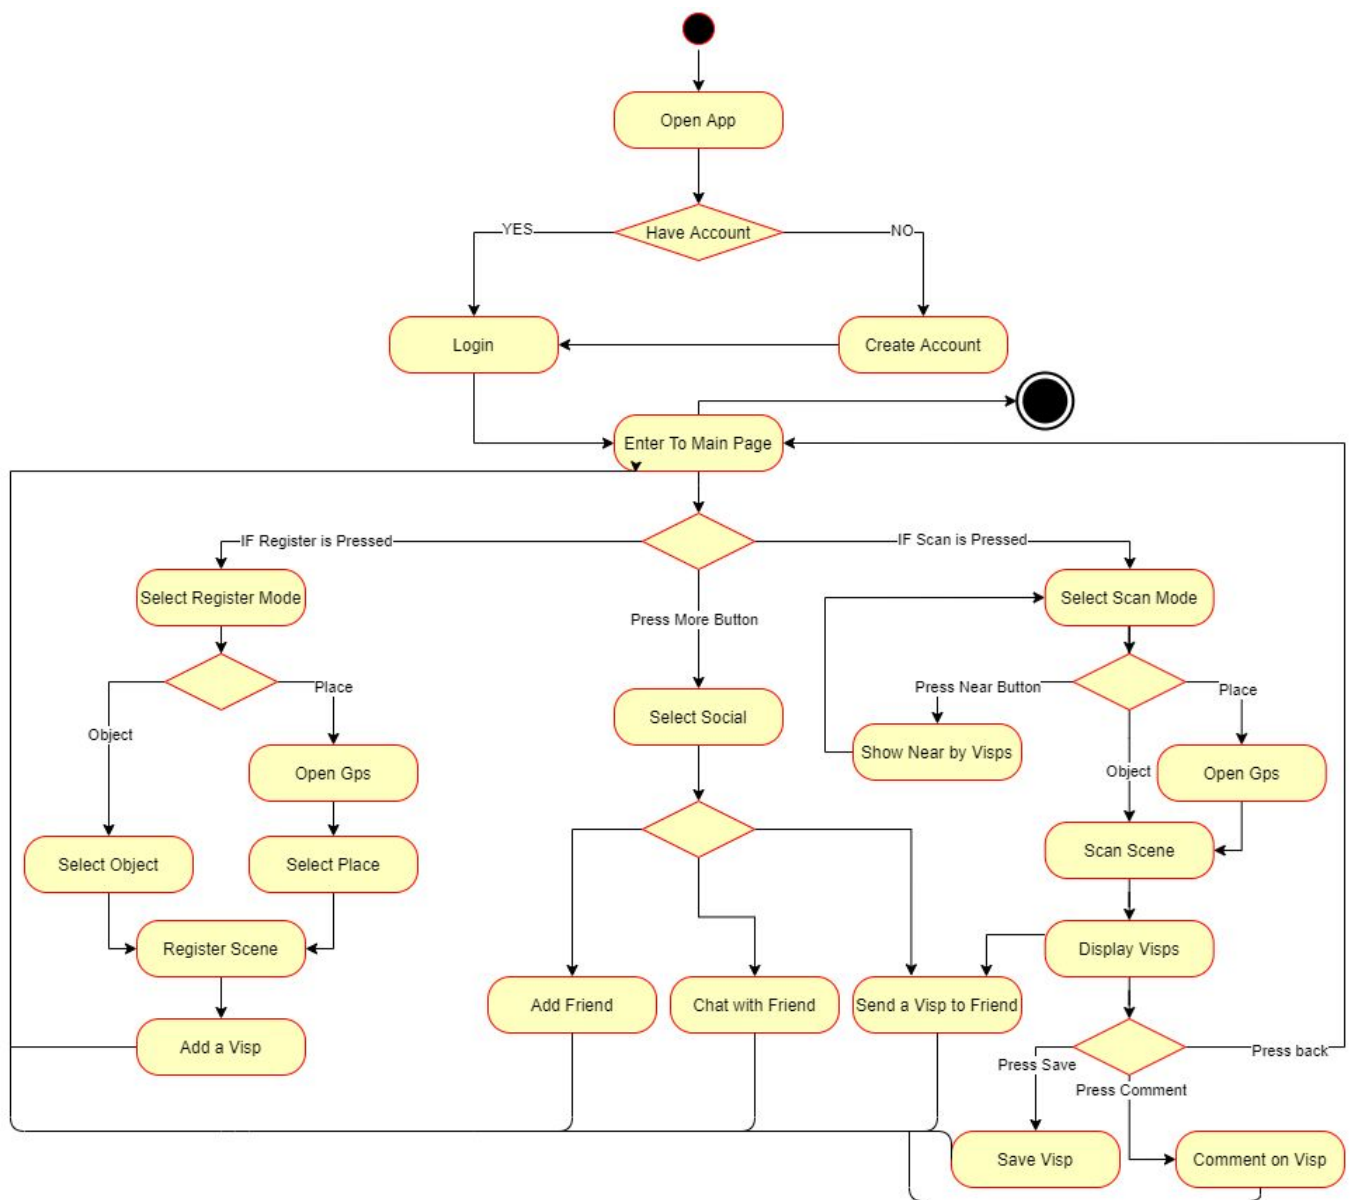 Open App
Have Account
YES
NO
Login
Create Account
Enter To Main Page
IF Register is Pressed
IF Scan is Pressed
Select Register Mode
Press More Button
Select Scan Mode
Object
Place
Select Social
Press Near Button
Place
Show Near by Visps
Open Gps
Object
Open Gps
Select Object
Select Place
Scan Scene
Register Scene
Display Visps
Add Friend
Chat with Friend
Send a Visp to Friend
Add a Visp
Press Save
Press Comment
Press back
Save Visp
Comment on Visp